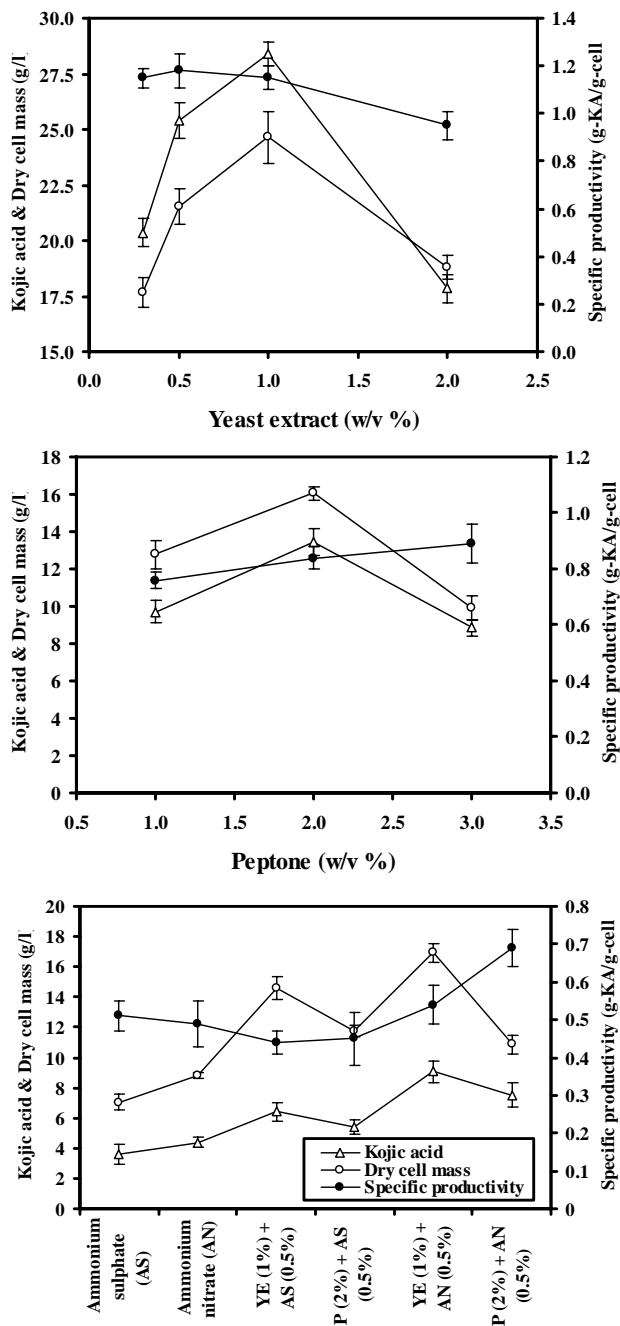 Kojic acid & Dry cell mass (g/l
30.0
27.5
25.0
22.5
20.0
17.5
15.0
1.4
1.2
1.0
0.8
0.6
0.4
0.2
0.0
Specific productivity (g-KA/g-cell
0.0 0.5 1.0 1.5 2.0 2.5
Yeast extract (w/v %)
Kojic acid & Dry cell mass (g/l
18
16
14
12
10
8
6
4
2
0
1.2
1.0
0.8
0.6
0.4
0.2
0.0
Specific productivity (g-KA/g-cell
0.5 1.0 1.5 2.0 2.5 3.0 3.5
Peptone (w/v %)
Kojic acid & Dry cell mass (g/l
20
18
16
14
12
10
8
6
4
2
0
0.8
0.7
0.6
0.5
0.4
0.3
0.2
0.1
0
Specific productivity (g-KA/g-cell
Kojic acid
Dry cell mass
Specific productivity
Ammonium
sulphate
(AS)
Ammonium
nitrate (AN)
YE (1%) +
AS (0.5%)
P (2%) + AS
(0.5%)
YE (1%) +
AN (0.5%)
P (2%) + AN
(0.5%)